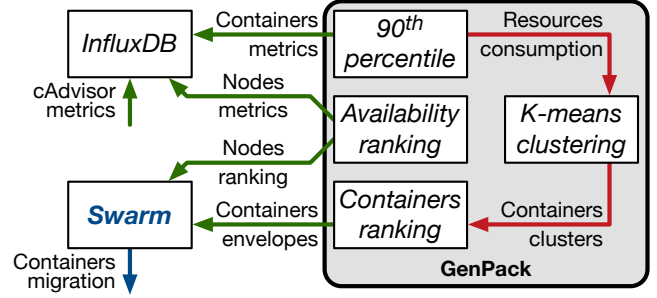 InfluxDB
Containers
metrics
90th
percentile
Resources
consumption
cAdvisor
metrics
Nodes
metrics
Availability
ranking
K-means
clustering
Nodes
ranking
Swarm
Containers
envelopes
Containers
ranking
Containers
clusters
Containers
migration
GenPack